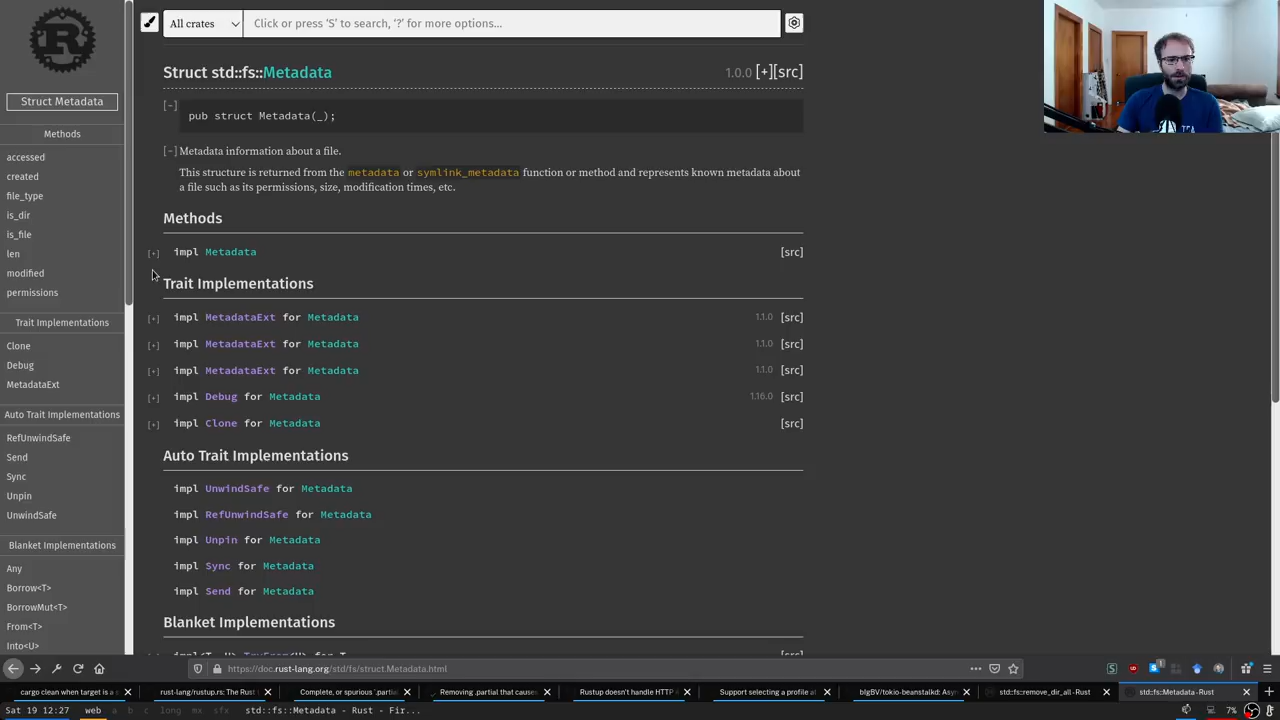 All crates
Click or press ‘S’ to search, ‘?’ for more options…
Struct Metadata
Methods
accessed
created
file_type
is_dir
is_file
len
modified
permissions
Trait Implementations
Clone
Debug
MetadataExt
Auto Trait Implementations
RefUnwindSafe
Send
Sync
Unpin
UnwindSafe
Blanket Implementations
Any
Borrow<T>
BorrowMut<T>
From<T>
Into<U>
Struct std::fs::Metadata 1.0.0 [+][src]
[-]
pub struct Metadata(_);
[-] Metadata information about a file.
This structure is returned from the metadata or symlink_metadata function or method and represents known metadata about
a file such as its permissions, size, modification times, etc.
Methods
[+] impl Metadata [src]
Trait Implementations
[+] impl MetadataExt for Metadata 1.1.0 [src]
[+] impl MetadataExt for Metadata 1.1.0 [src]
[+] impl MetadataExt for Metadata 1.1.0 [src]
[+] impl Debug for Metadata 1.16.0 [src]
[+] impl Clone for Metadata [src]
Auto Trait Implementations
impl UnwindSafe for Metadata
impl RefUnwindSafe for Metadata
impl Unpin for Metadata
impl Sync for Metadata
impl Send for Metadata
Blanket Implementations
https://doc.rust-lang.org/std/fs/struct.Metadata.html
cargo clean when target is a s
rust-lang/rustup.rs: The Rust
Complete, or spurious `.partial
Removing .partial that causes
Rustup doesn't handle HTTP
Support selecting a profile a
blgBV/tokio-beanstalkd: Asy
std::fs::remove_dir_all - Rust
std::fs::Metadata - Rust
Sat 19 12:27 web a b c long mx sfx std::fs::Metadata - Rust - Fir... 7%